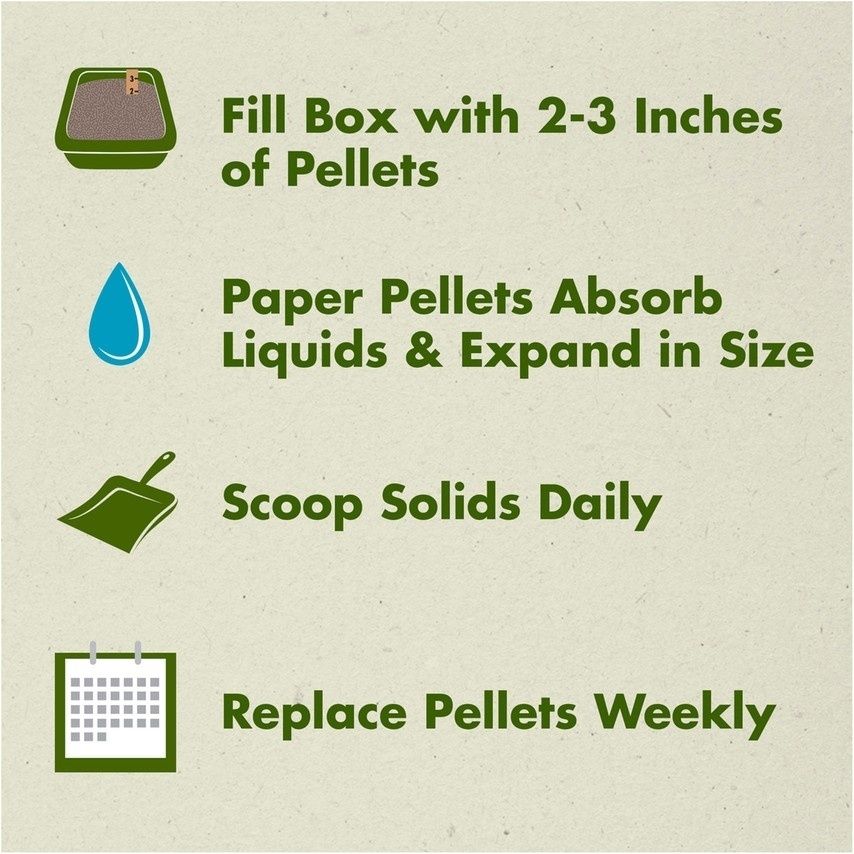 3-
2-
Fill Box with 2-3 Inches
of Pellets
Paper Pellets Absorb
Liquids & Expand in Size
Scoop Solids Daily
Replace Pellets Weekly